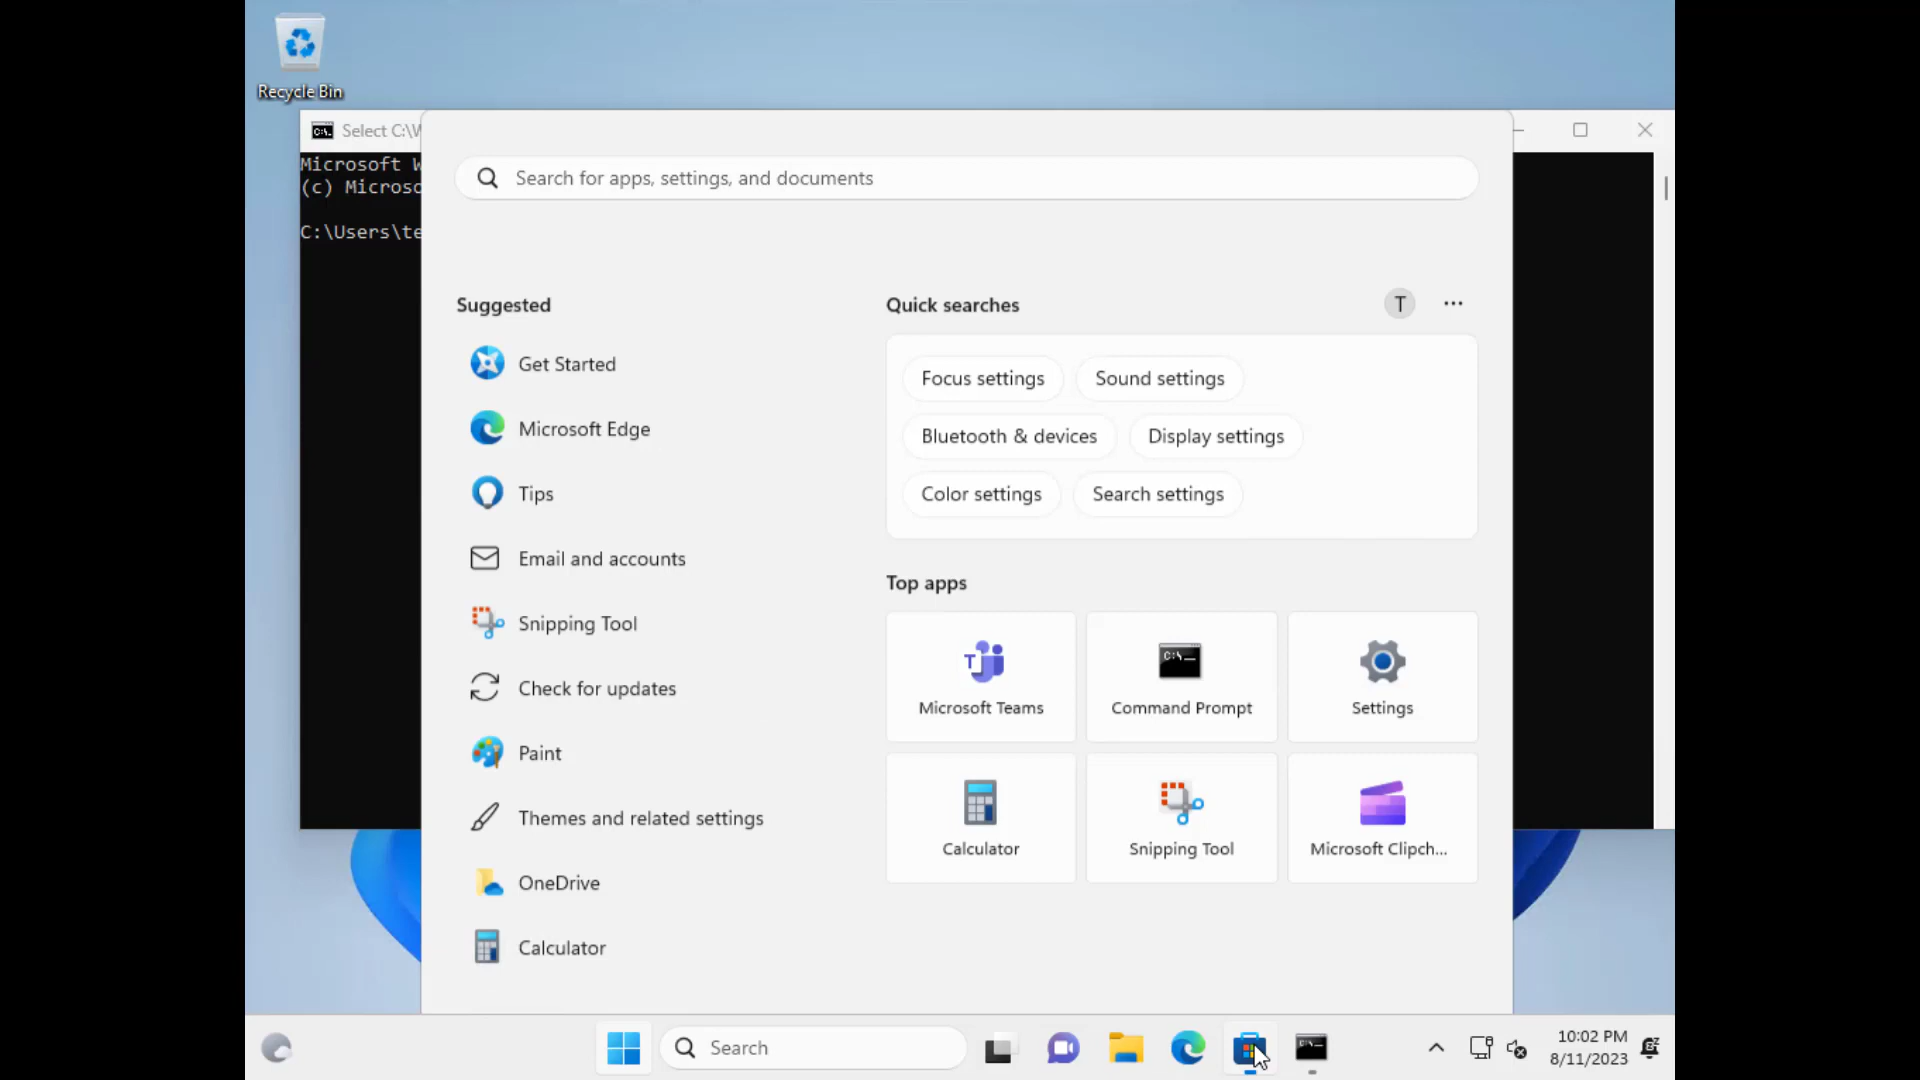 Recycle Bin
Select C:\W
Microsoft W
(c) Microso
C:\Users\te
Search for apps, settings, and documents
Suggested
Get Started
Microsoft Edge
Tips
Email and accounts
Snipping Tool
Check for updates
Paint
Themes and related settings
OneDrive
Calculator
Quick searches
T
Focus settings
Sound settings
Bluetooth & devices
Display settings
Color settings
Search settings
Top apps
Microsoft Teams
Command Prompt
Settings
Calculator
Snipping Tool
Microsoft Clipch...
Search
10:02 PM
8/11/2023